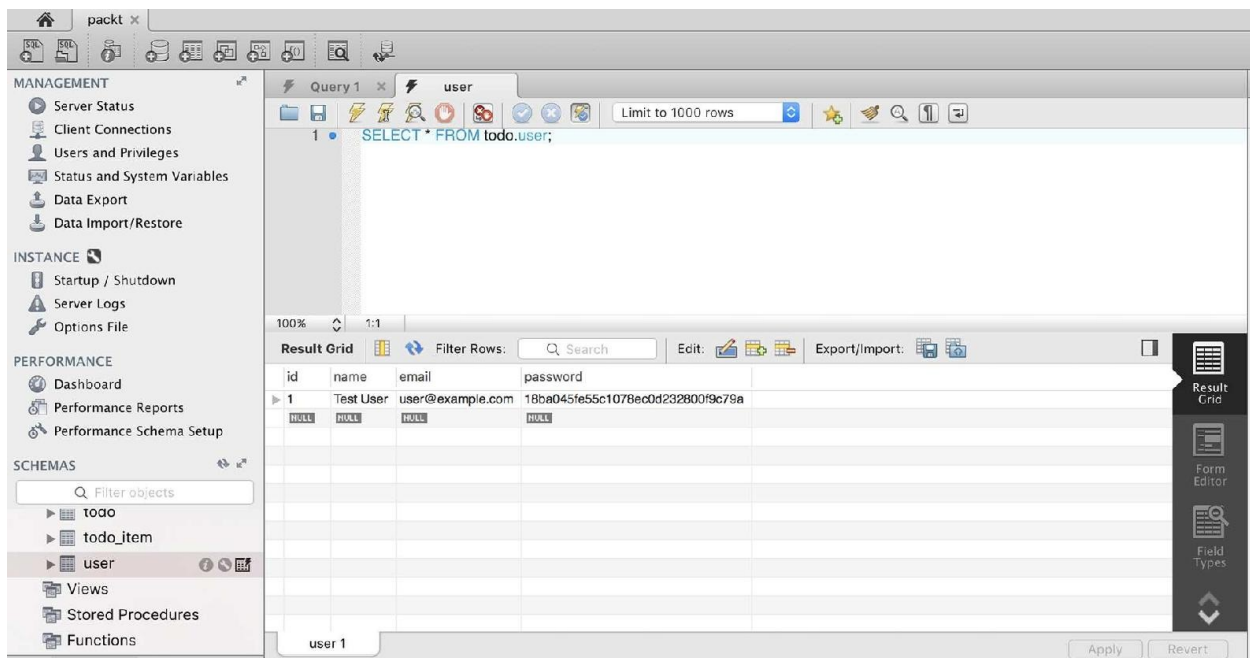 packt ×
SQL SQL
MANAGEMENT
Server Status
Client Connections
Users and Privileges
Status and System Variables
Data Export
Data Import/Restore
INSTANCE
Startup / Shutdown
Server Logs
Options File
PERFORMANCE
Dashboard
Performance Reports
Performance Schema Setup
SCHEMAS
Filter objects
todo
todo_item
user
Views
Stored Procedures
Functions
Query 1 × user
Limit to 1000 rows
1 SELECT * FROM todo.user;
100% 1:1
Result Grid Filter Rows: Search Edit: Export/Import:
id name email password
1 Test User user@example.com 18ba045fe55c1078ec0d232800f9c79a
NULL NULL NULL NULL
Result
Grid
Form
Editor
Field
Types
user 1
Apply Revert